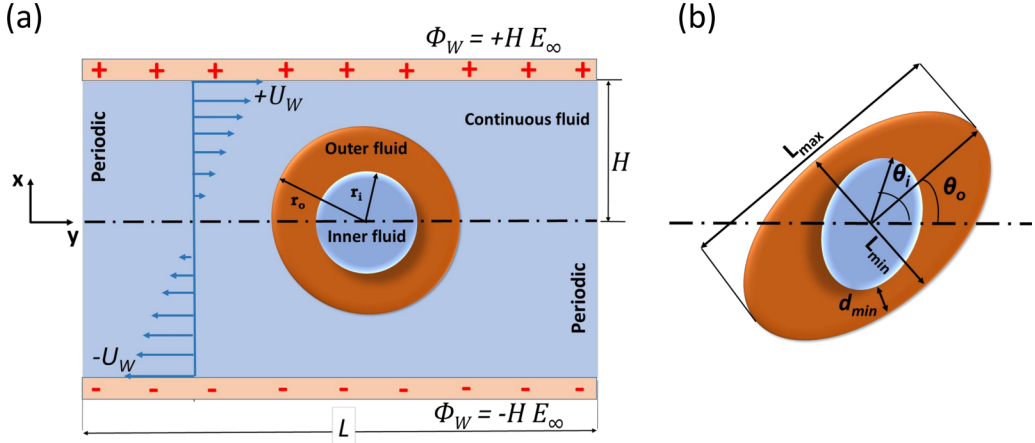 (a)
Φ_W = +H E_∞
+ + + + + + + +
+U_W
Periodic
Continuous fluid
Outer fluid
H
r_o
r_i
x
y
Inner fluid
Periodic
-U_W
- - - - - - - -
L
Φ_W = -H E_∞
(b)
L_max
θ_i
θ_o
L_min
d_min